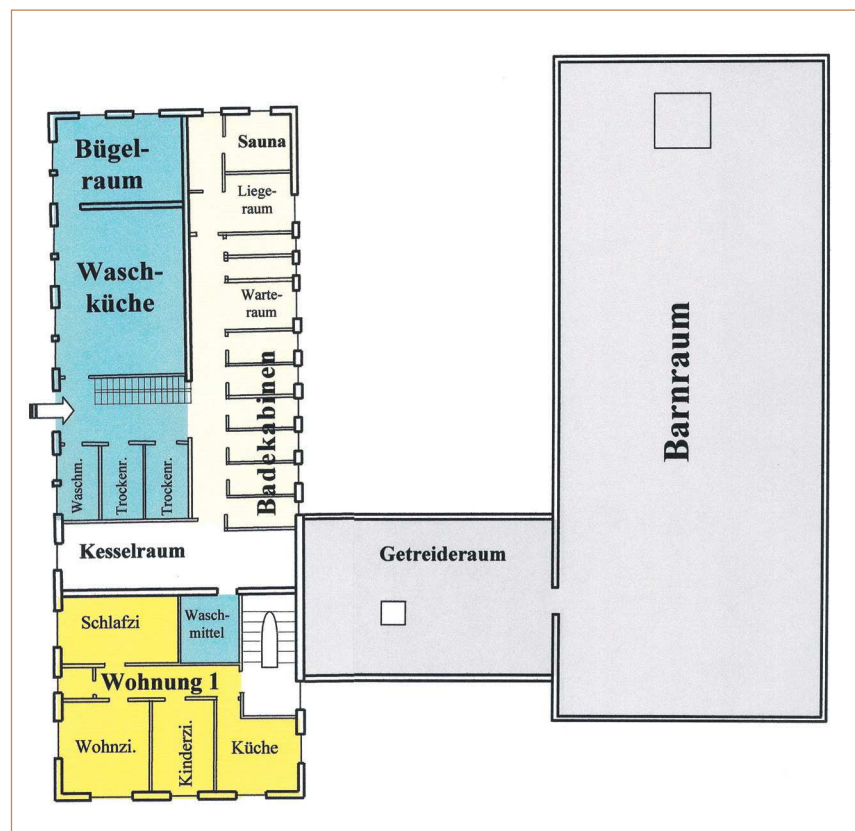 Bügel-
raum
Sauna
Liege-
raum
Wasch-
küche
Warte-
raum
Badekabinen
Barnraum
Waschm.
Trockenr.
Trockenr.
Kesselraum
Getreideraum
Schlafzi
Wasch-
mittel
Wohnung 1
Wohnzi.
Kinderzi.
Küche